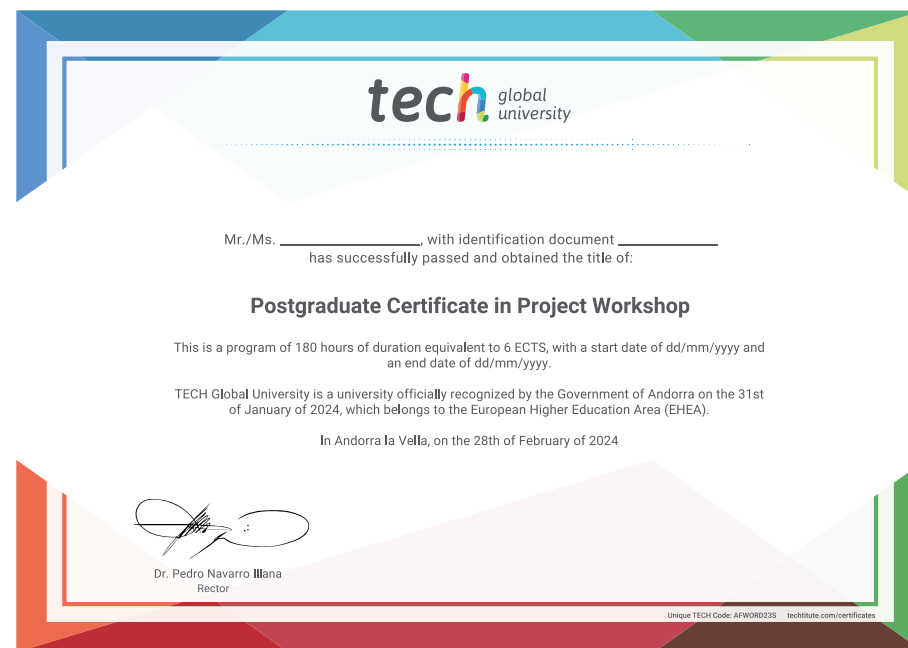 tech global university
Mr./Ms. ____________________, with identification document ______________
has successfully passed and obtained the title of:
Postgraduate Certificate in Project Workshop
This is a program of 180 hours of duration equivalent to 6 ECTS, with a start date of dd/mm/yyyy and
an end date of dd/mm/yyyy.
TECH Global University is a university officially recognized by the Government of Andorra on the 31st
of January of 2024, which belongs to the European Higher Education Area (EHEA).
In Andorra la Vella, on the 28th of February of 2024
Dr. Pedro Navarro Illana
Rector
Unique TECH Code: AFWORD23S techtitute.com/certificates